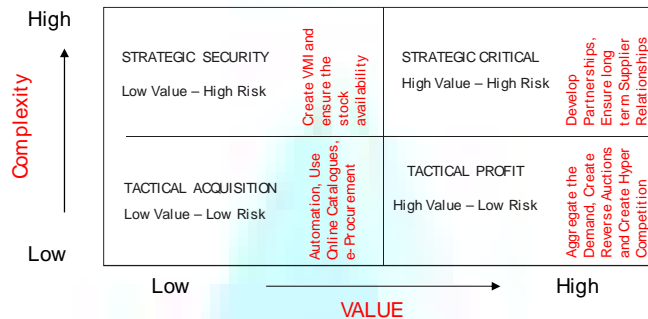 High
Complexity
Low
STRATEGIC SECURITY
Low Value – High Risk
Create VMI and
ensure the
stock
availability
STRATEGIC CRITICAL
High Value – High Risk
Develop
Partnerships,
Ensure long
term Supplier
Relationships
TACTICAL ACQUISITION
Low Value – Low Risk
Automation, Use
Online Catalogues,
e-Procurement
TACTICAL PROFIT
High Value – Low Risk
Aggregate the
Demand, Create
Reverse Auctions
and Create Hyper
Competition
Low
High
VALUE